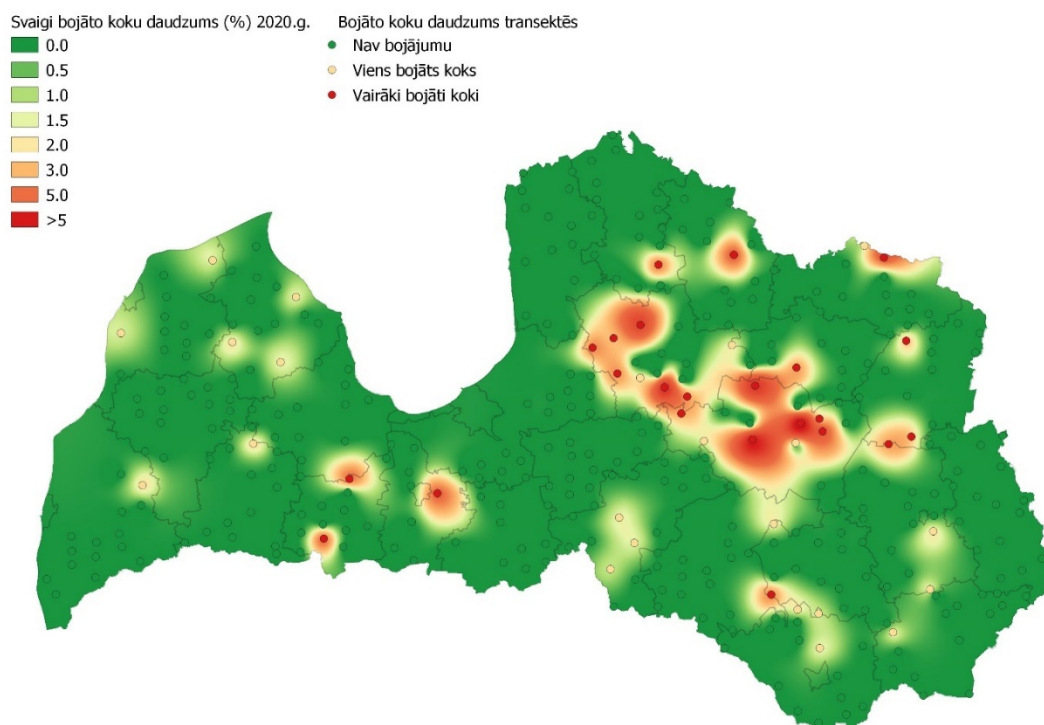 Svaigi bojāto koku daudzums (%) 2020.g.
0.0
0.5
1.0
1.5
2.0
3.0
5.0
>5
Bojāto koku daudzums transektēs
Nav bojājumu
Viens bojāts koks
Vairāki bojāti koki